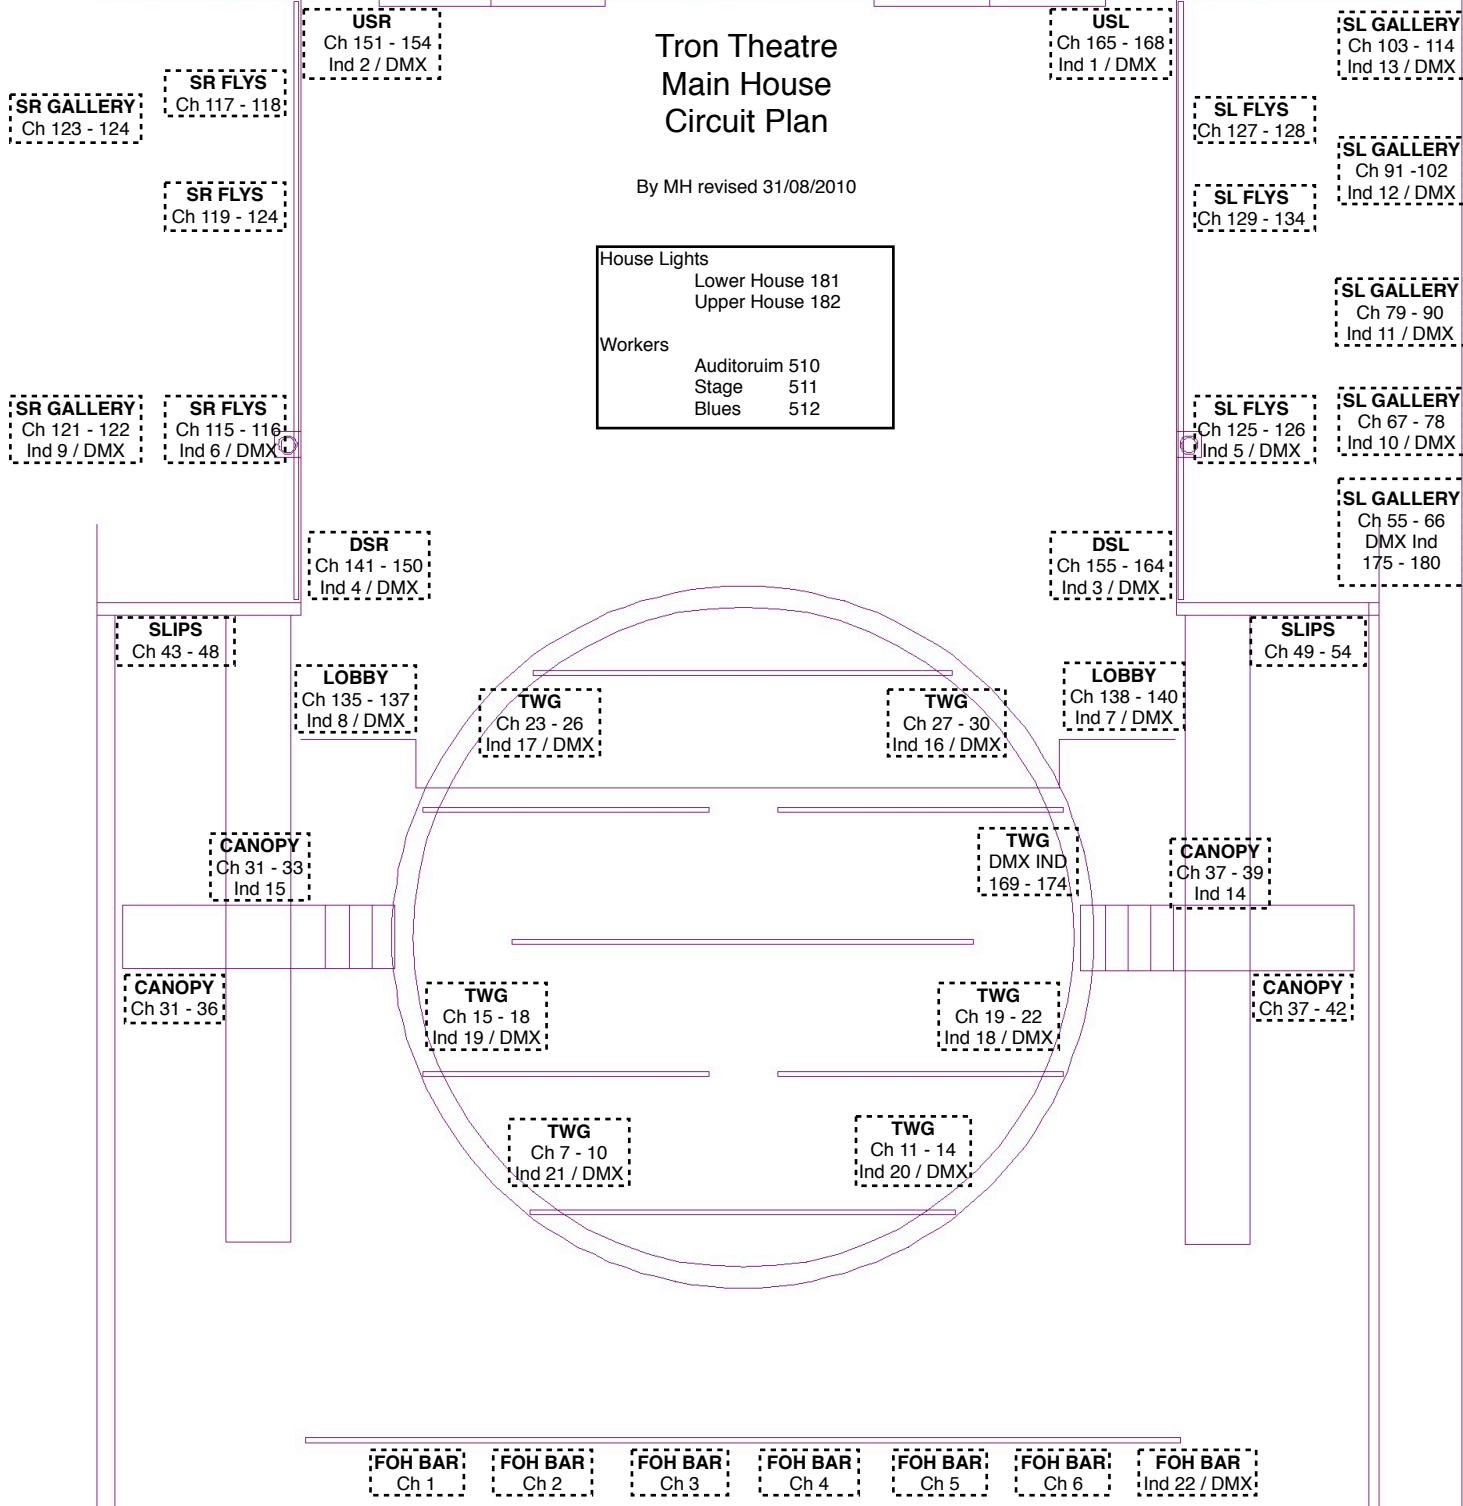 USR
Ch 151 - 154
Ind 2 / DMX
Tron Theatre
Main House
Circuit Plan
By MH revised 31/08/2010
USL
Ch 165 - 168
Ind 1 / DMX
SL GALLERY
Ch 103 - 114
Ind 13 / DMX
SR FLYS
Ch 117 - 118
SR GALLERY
Ch 123 - 124
SL FLYS
Ch 127 - 128
SL GALLERY
Ch 91 -102
Ind 12 / DMX
SR FLYS
Ch 119 - 124
SL FLYS
Ch 129 - 134
House Lights
Lower House 181
Upper House 182
Workers
Auditoruim 510
Stage 511
Blues 512
SL GALLERY
Ch 79 - 90
Ind 11 / DMX
SR GALLERY
Ch 121 - 122
Ind 9 / DMX
SR FLYS
Ch 115 - 116
Ind 6 / DMX
SL FLYS
Ch 125 - 126
Ind 5 / DMX
SL GALLERY
Ch 67 - 78
Ind 10 / DMX
SL GALLERY
Ch 55 - 66
DMX Ind
175 - 180
DSR
Ch 141 - 150
Ind 4 / DMX
DSL
Ch 155 - 164
Ind 3 / DMX
SLIPS
Ch 43 - 48
SLIPS
Ch 49 - 54
LOBBY
Ch 135 - 137
Ind 8 / DMX
TWG
Ch 23 - 26
Ind 17 / DMX
TWG
Ch 27 - 30
Ind 16 / DMX
LOBBY
Ch 138 - 140
Ind 7 / DMX
CANOPY
Ch 31 - 33
Ind 15
TWG
DMX IND
169 - 174
CANOPY
Ch 37 - 39
Ind 14
CANOPY
Ch 31 - 36
TWG
Ch 15 - 18
Ind 19 / DMX
TWG
Ch 19 - 22
Ind 18 / DMX
CANOPY
Ch 37 - 42
TWG
Ch 7 - 10
Ind 21 / DMX
TWG
Ch 11 - 14
Ind 20 / DMX
FOH BAR
Ch 1
FOH BAR
Ch 2
FOH BAR
Ch 3
FOH BAR
Ch 4
FOH BAR
Ch 5
FOH BAR
Ch 6
FOH BAR
Ind 22 / DMX